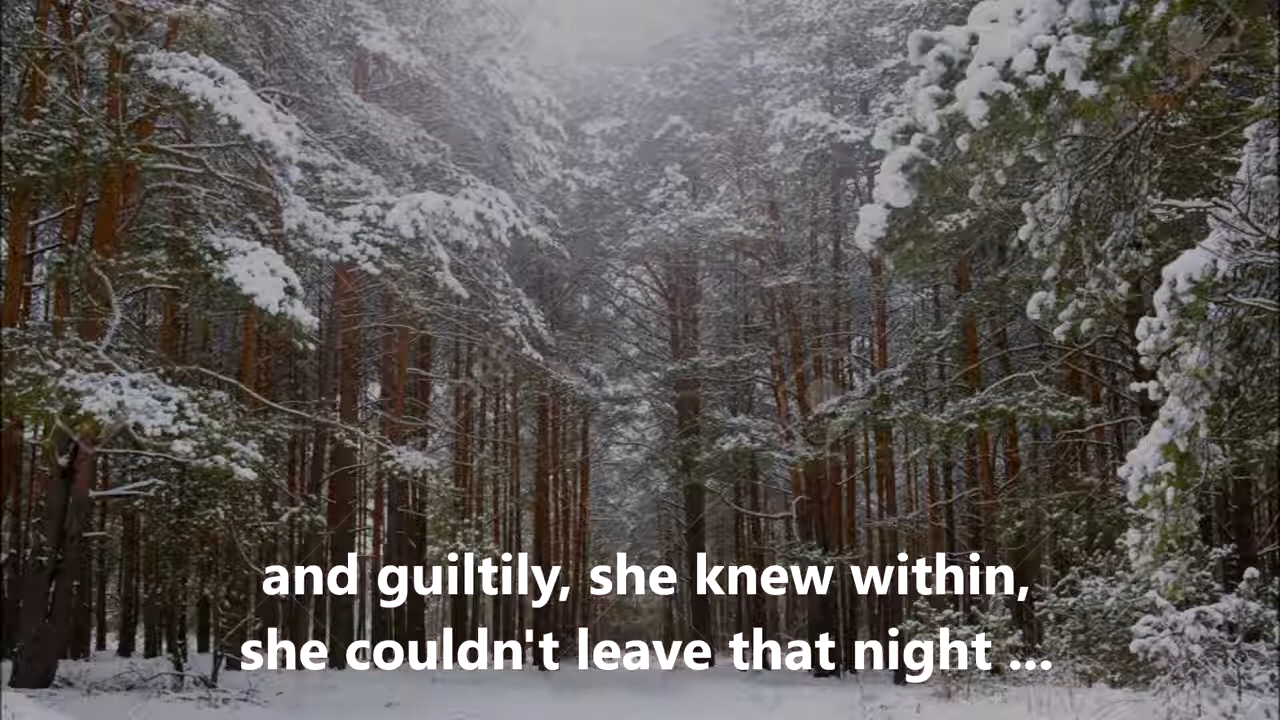 and guiltily, she knew within,
she couldn't leave that night ...